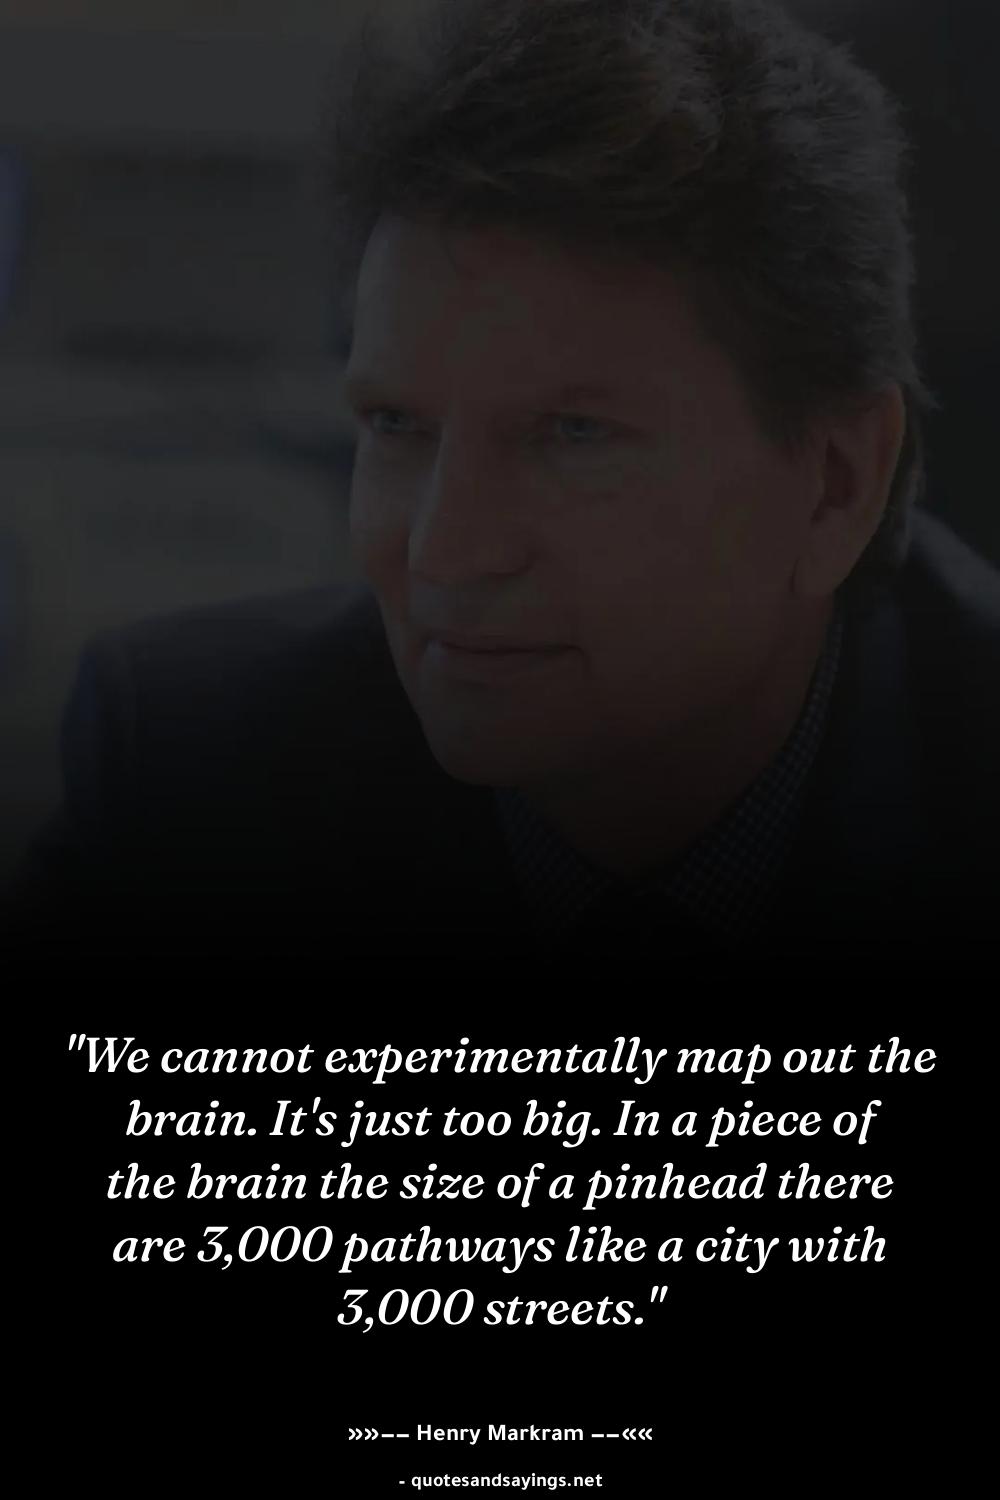 "We cannot experimentally map out the
brain. It's just too big. In a piece of
the brain the size of a pinhead there
are 3,000 pathways like a city with
3,000 streets."
»»–– Henry Markram ––««
- quotesandsayings.net